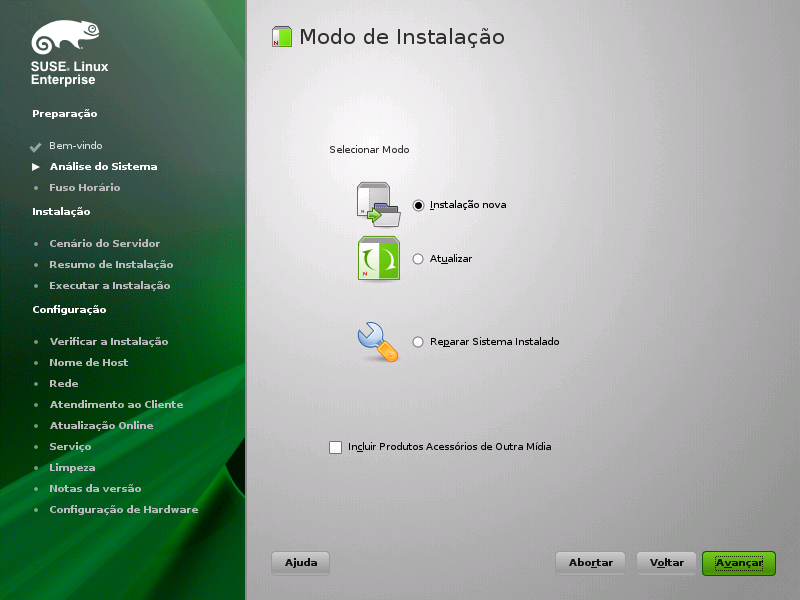 SUSE® Linux
Enterprise
Preparação
Bem-vindo
Análise do Sistema
Fuso Horário
Instalação
Cenário do Servidor
Resumo de Instalação
Executar a Instalação
Configuração
Verificar a Instalação
Nome de Host
Rede
Atendimento ao Cliente
Atualização Online
Serviço
Limpeza
Notas da versão
Configuração de Hardware
Modo de Instalação
Selecionar Modo
Instalação nova
Atualizar
Reparar Sistema Instalado
Incluir Produtos Acessórios de Outra Mídia
Ajuda
Abortar
Voltar
Avançar